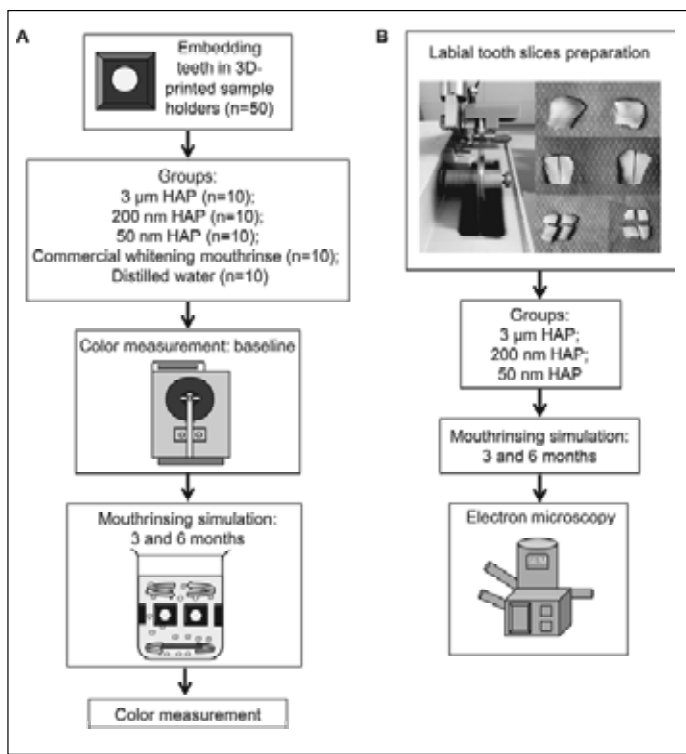 A
Embedding
teeth in 3D-
printed sample
holders (n=50)
Groups:
3 µm HAP (n=10);
200 nm HAP (n=10);
50 nm HAP (n=10);
Commercial whitening mouthrinse (n=10);
Distilled water (n=10)
Color measurement: baseline
Mouthrinsing simulation:
3 and 6 months
Color measurement
B
Labial tooth slices preparation
Groups:
3 µm HAP;
200 nm HAP;
50 nm HAP
Mouthrinsing simulation:
3 and 6 months
Electron microscopy